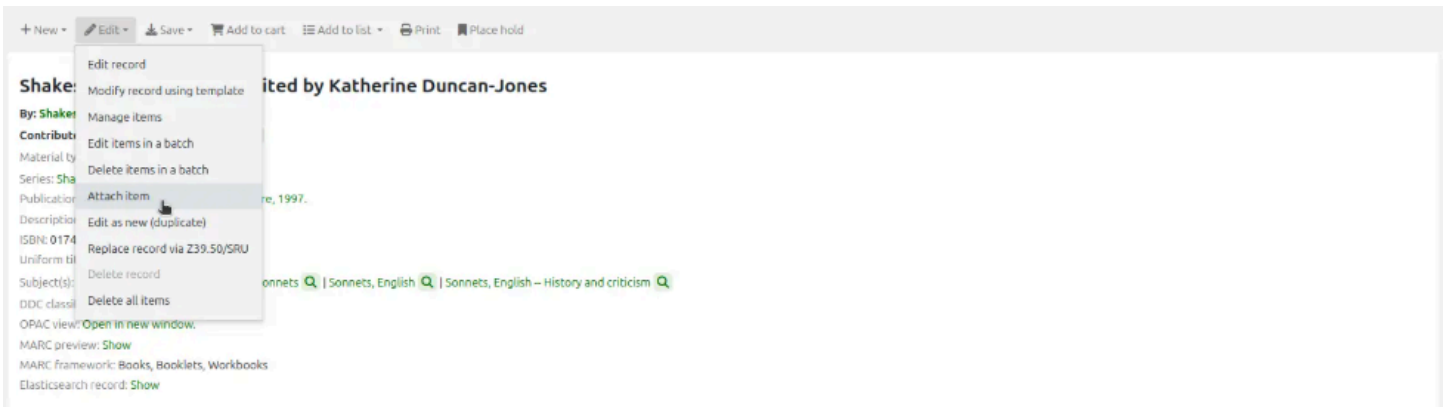 + New Edit Save Add to cart Add to list Print Place hold
Edit record
Shakes ited by Katherine Duncan-Jones
Modify record using template
By: Shakes
Manage items
Contribut
Edit items in a batch
Material ty
Delete items in a batch
Series: Sha
Attach item
Publication re, 1997.
Description
Edit as new (duplicate)
ISBN: 0174
Replace record via Z39.50/SRU
Uniform tit
Delete record
Subject(s): onnets | Sonnets, English | Sonnets, English -- History and criticism
DDC classi
Delete all items
OPAC view: Open in new window.
MARC preview: Show
MARC framework: Books, Booklets, Workbooks
Elasticsearch record: Show